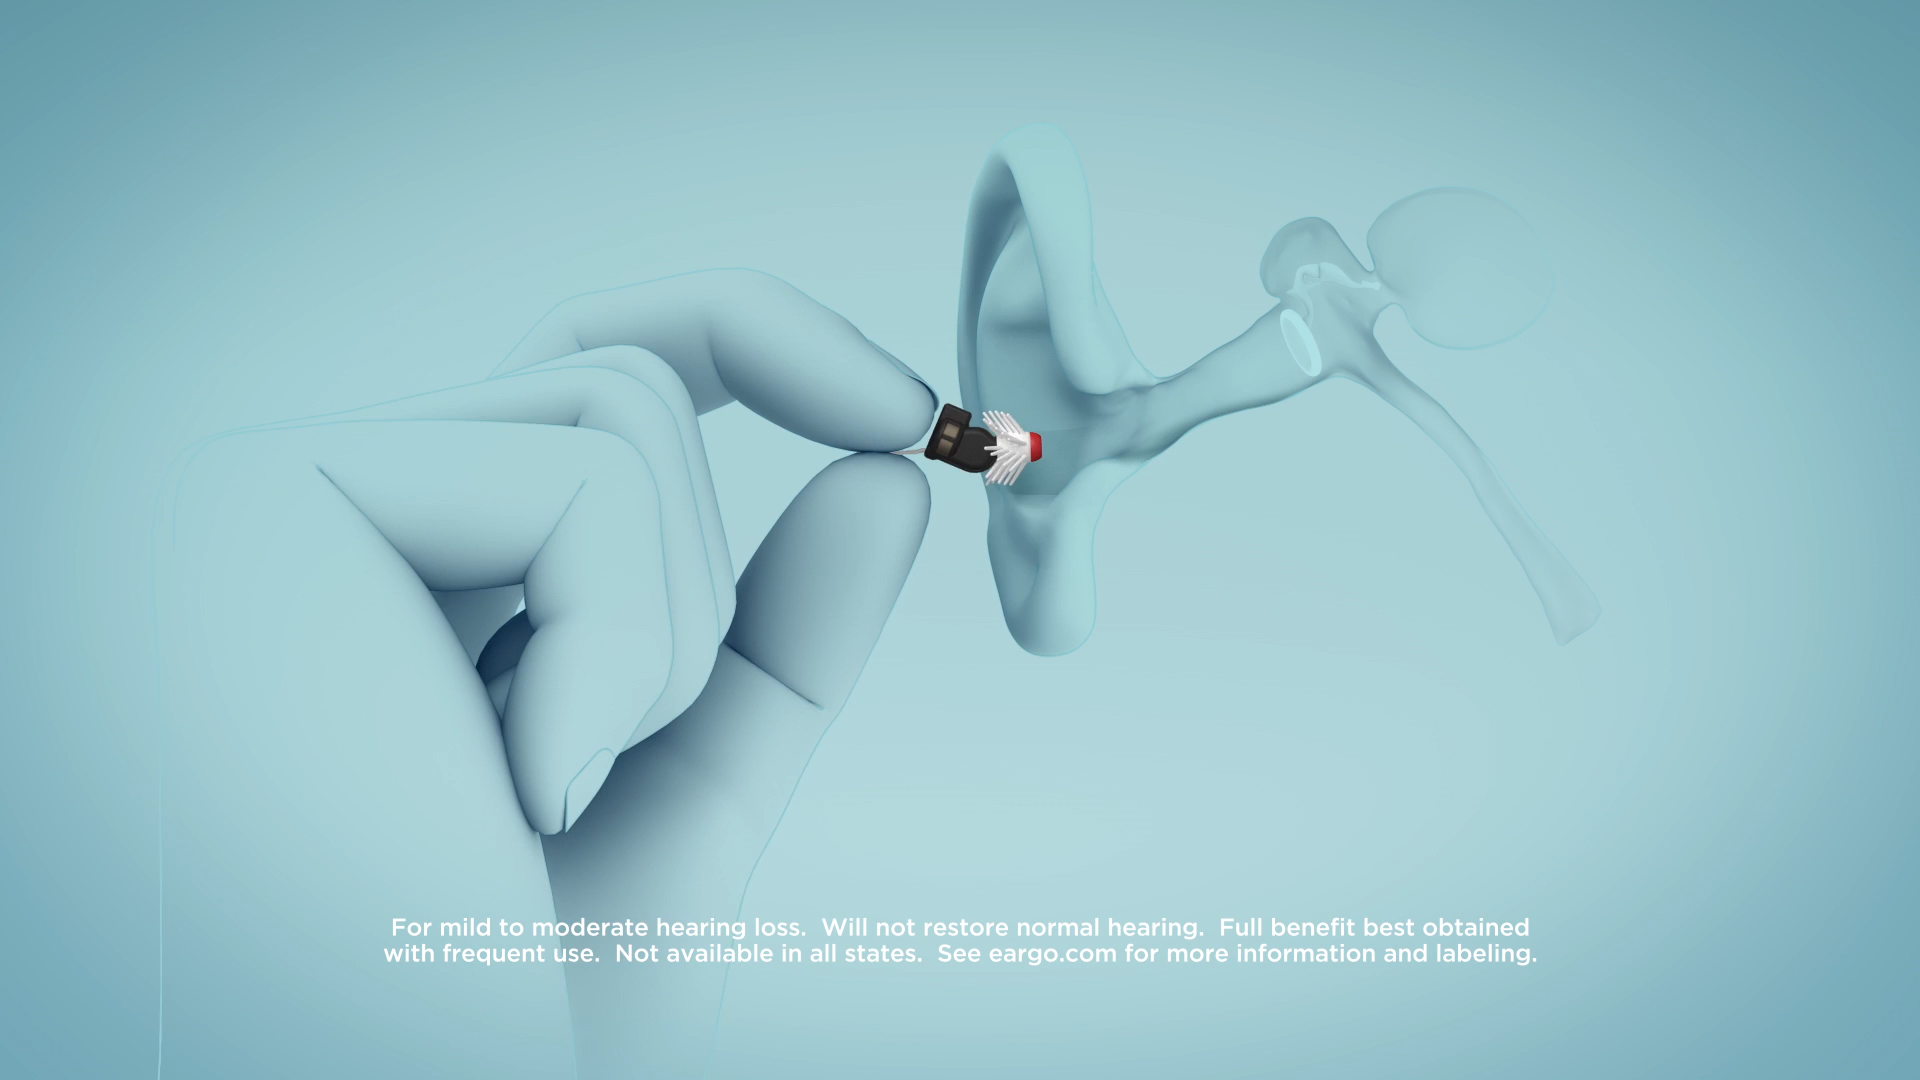 For mild to moderate hearing loss.  Will not restore normal hearing.  Full benefit best obtained
with frequent use.  Not available in all states.  See eargo.com for more information and labeling.